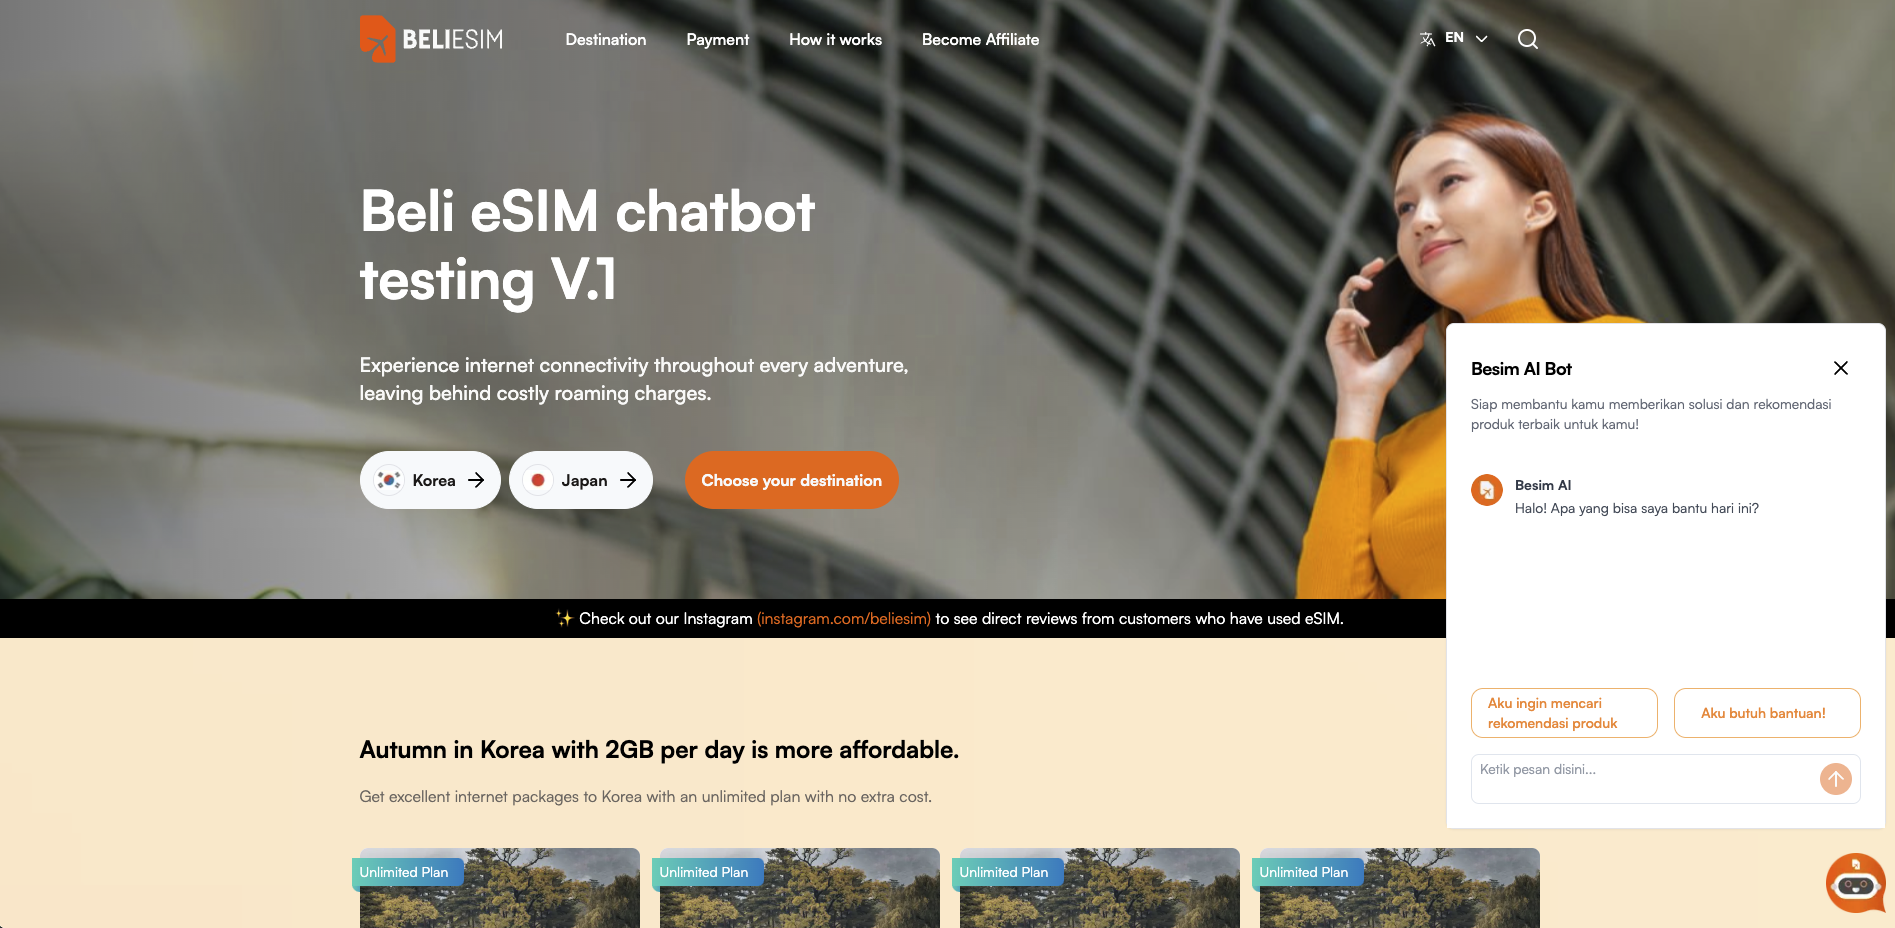 BELIESIM
Destination
Payment
How it works
Become Affiliate
EN
Beli eSIM chatbot
testing V.1
Experience internet connectivity throughout every adventure,
leaving behind costly roaming charges.
Korea
Japan
Choose your destination
✨ Check out our Instagram (instagram.com/beliesim) to see direct reviews from customers who have used eSIM.
Autumn in Korea with 2GB per day is more affordable.
Get excellent internet packages to Korea with an unlimited plan with no extra cost.
Unlimited Plan
Unlimited Plan
Unlimited Plan
Unlimited Plan
Besim AI Bot
Siap membantu kamu memberikan solusi dan rekomendasi
produk terbaik untuk kamu!
Besim AI
Halo! Apa yang bisa saya bantu hari ini?
Aku ingin mencari
rekomendasi produk
Aku butuh bantuan!
Ketik pesan disini...